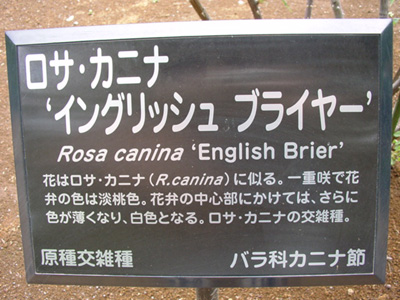 ロサ・カニナ
‘イングリッシュ ブライヤー’
Rosa canina ‘English Brier’
花はロサ・カニナ(R.canina)に似る。一重咲で花
弁の色は淡桃色。花弁の中心部にかけては、さらに
色が薄くなり、白色となる。ロサ・カニナの交雑種。
原種交雑種 バラ科カニナ節